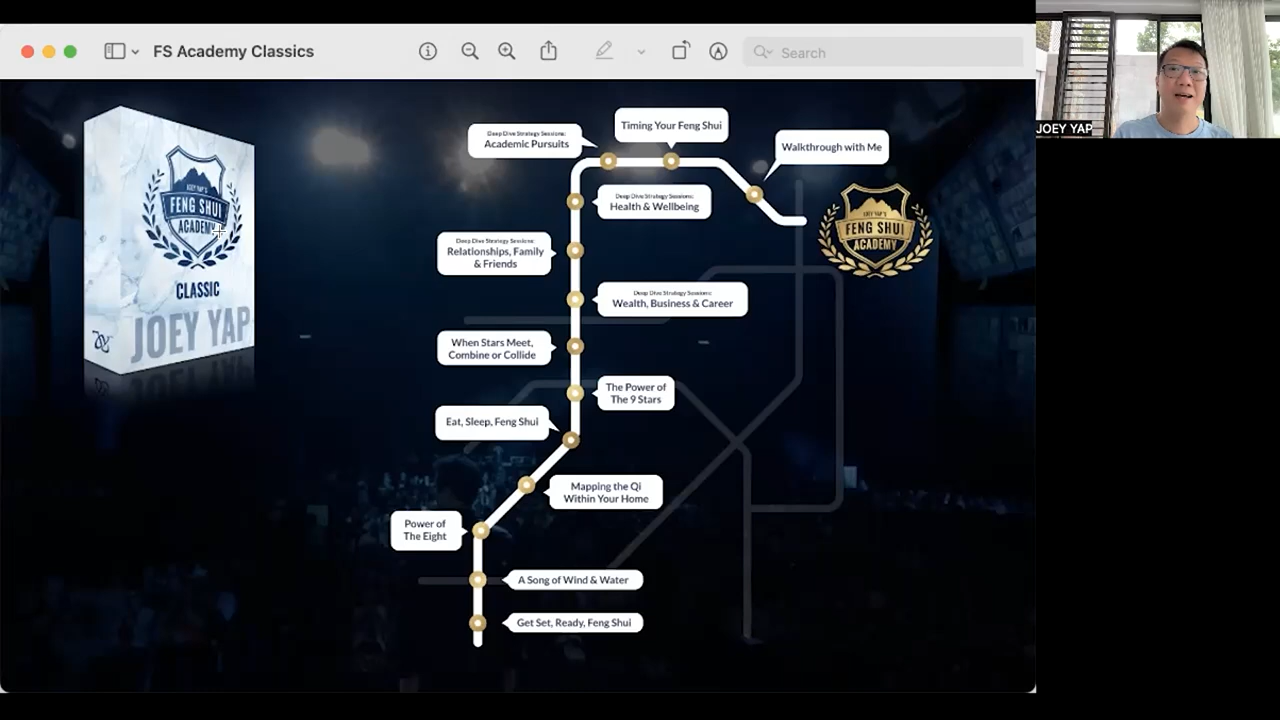 FS Academy Classics
Search
JOEY YAP
JOEY YAP'S
FENG SHUI
ACADEMY
CLASSIC
JOEY YAP
Deep Dive Strategy Sessions:
Academic Pursuits
Timing Your Feng Shui
Walkthrough with Me
JOEY YAP'S
FENG SHUI
ACADEMY
Deep Dive Strategy Sessions:
Health & Wellbeing
Deep Dive Strategy Sessions:
Relationships, Family
& Friends
Deep Dive Strategy Sessions:
Wealth, Business & Career
When Stars Meet,
Combine or Collide
The Power of
The 9 Stars
Eat, Sleep, Feng Shui
Mapping the Qi
Within Your Home
Power of
The Eight
A Song of Wind & Water
Get Set, Ready, Feng Shui